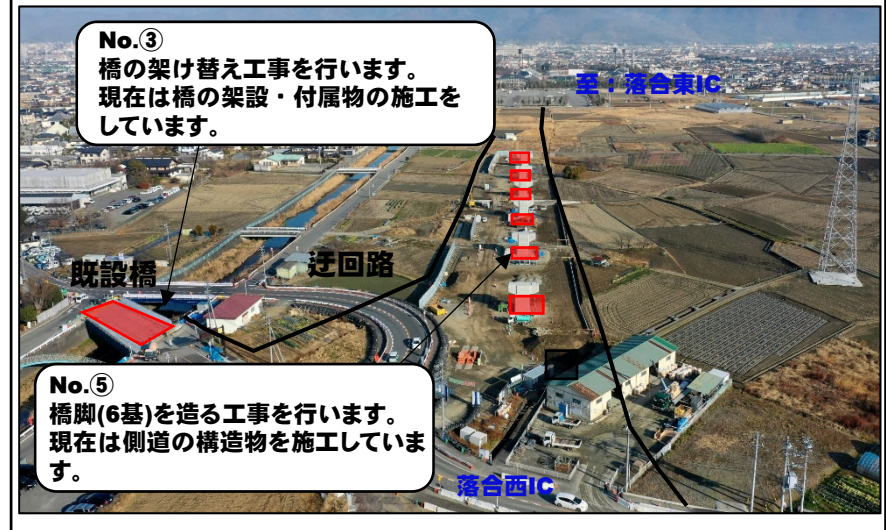 No.③
橋の架け替え工事を行います。
現在は橋の架設・付属物の施工を
しています。
至：落合東IC
既設橋
迂回路
No.⑤
橋脚(6基)を造る工事を行います。
現在は側道の構造物を施工していま
す。
落合西IC